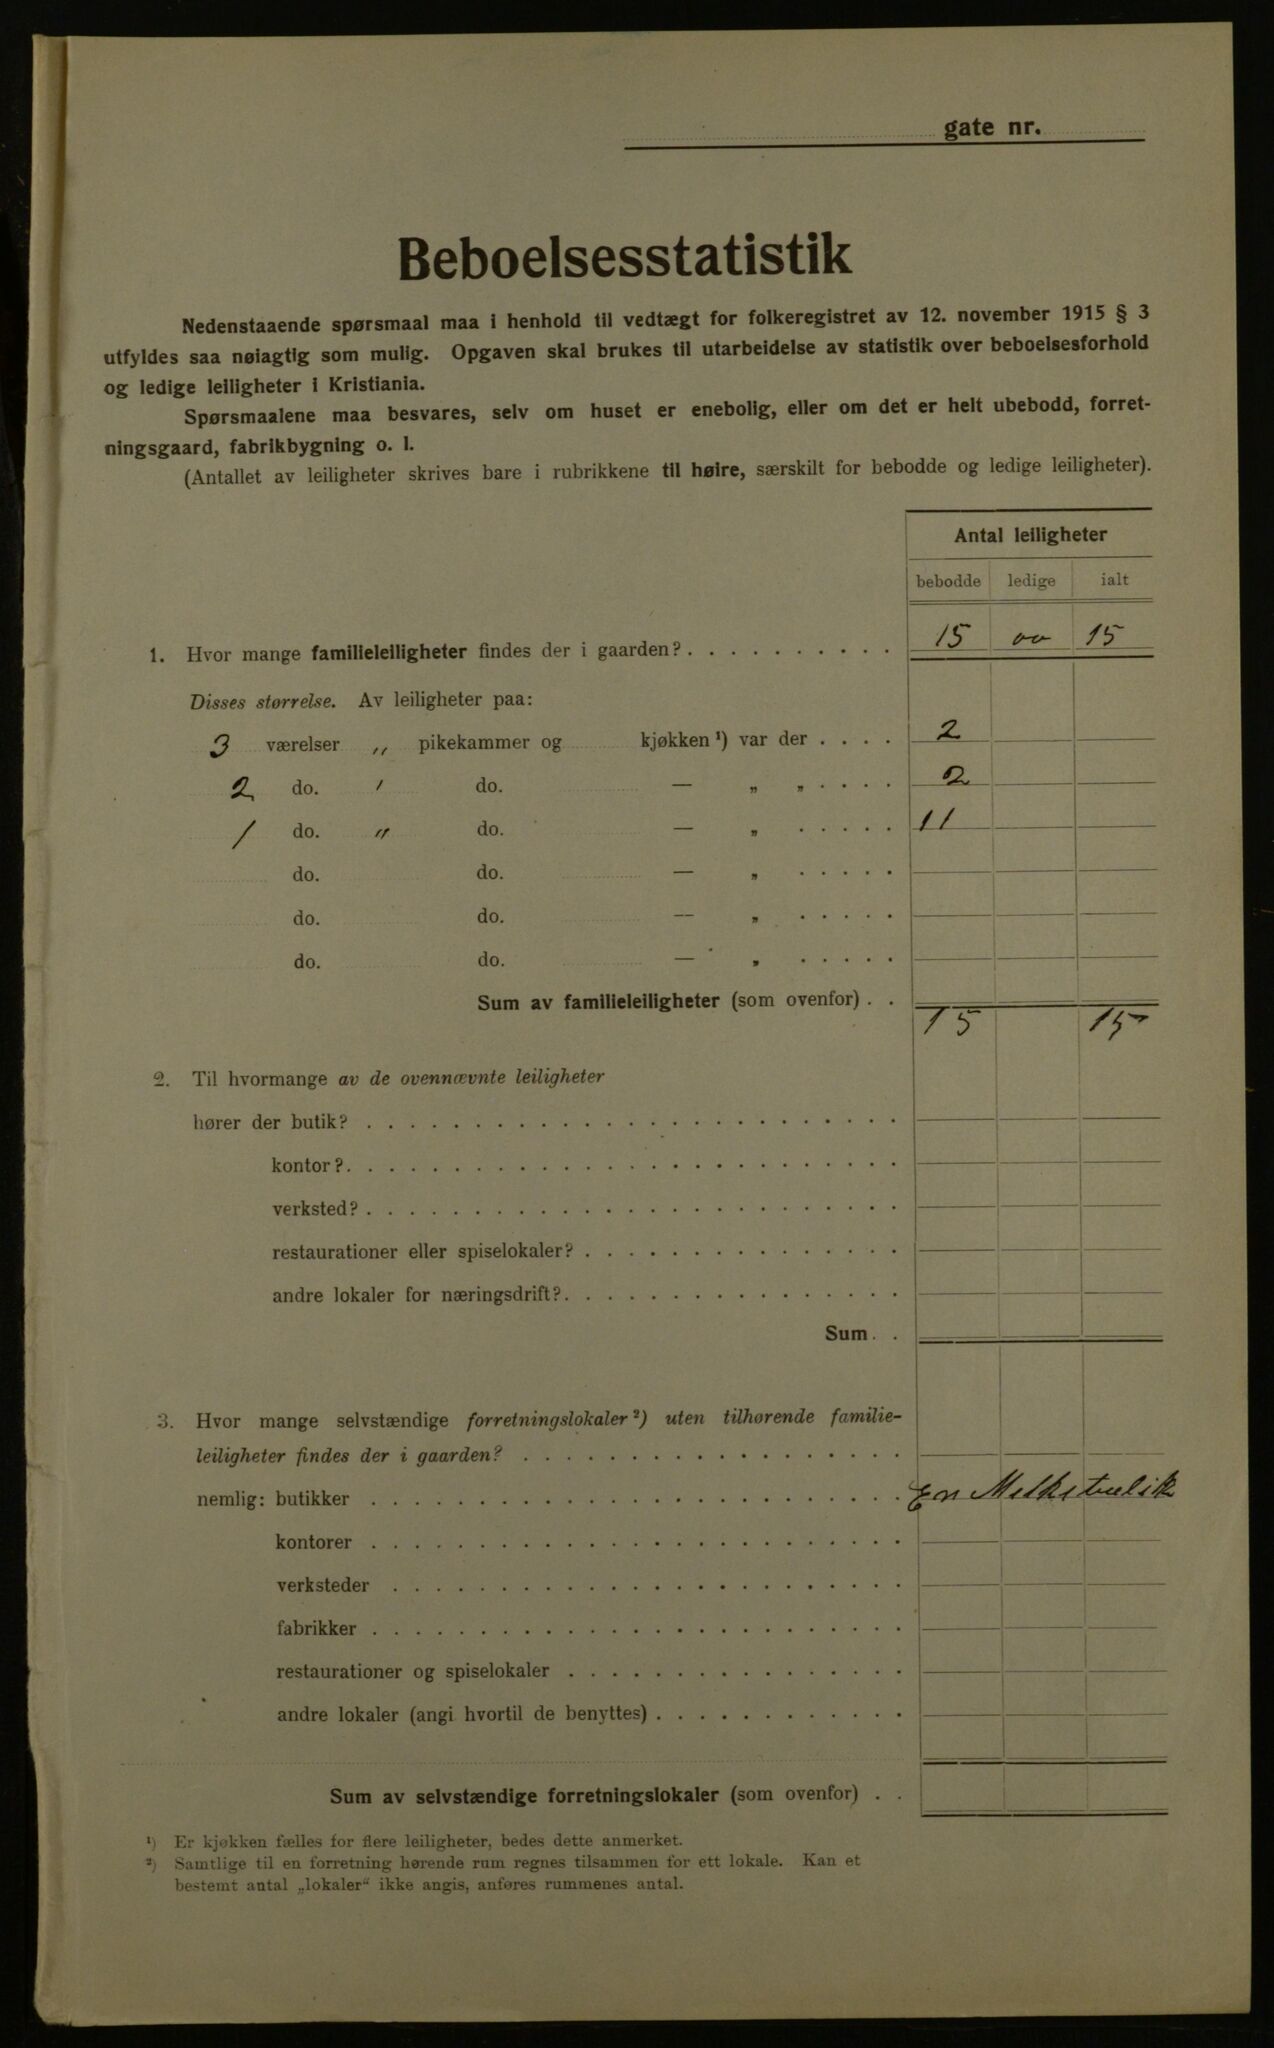 gate nr.
Beboelsesstatistik
Nedenstaaende spørsmaal maa i henhold til vedtægt for folkeregistret av 12. november 1915 § 3
utfyldes saa nøiagtig som mulig. Opgaven skal brukes til utarbeidelse av statistik over beboelsesforhold
og ledige leiligheter i Kristiania.
Spørsmaalene maa besvares, selv om huset er enebolig, eller om det er helt ubebodd, forret-
ningsgaard, fabrikbygning o. l.
(Antallet av leiligheter skrives bare i rubrikkene til høire, særskilt for bebodde og ledige leiligheter).
Antal leiligheter
bebodde ledige ialt
1. Hvor mange familieleiligheter findes der i gaarden? . . . . . . . . . . 15 00 15
Disses størrelse. Av leiligheter paa:
3 værelser „ pikekammer og kjøkken ¹) var der . . . . 2
2 do. ' do. — „ „ . . . . 2
1 do. „ do. — „ . . . . . 11
do. do. — „ . . . . .
do. do. — „ . . . . .
do. do. — „ . . . . .
Sum av familieleiligheter (som ovenfor) . . 15 15
2. Til hvormange av de ovennævnte leiligheter
hører der butik? . . . . . . . . . . . . . . . . . . . . . . . . .
kontor? . . . . . . . . . . . . . . . . . . . . . . . . .
verksted? . . . . . . . . . . . . . . . . . . . . . . . .
restaurationer eller spiselokaler? . . . . . . . . . . . . . . .
andre lokaler for næringsdrift? . . . . . . . . . . . . . . . .
Sum . .
3. Hvor mange selvstændige forretningslokaler ²) uten tilhørende familie-
leiligheter findes der i gaarden? . . . . . . . . . . . . . . . . . .
nemlig: butikker . . . . . . . . . . . . . . . . . . . . . . . . En Melkebutik
kontorer . . . . . . . . . . . . . . . . . . . . . . . .
verksteder . . . . . . . . . . . . . . . . . . . . . . .
fabrikker . . . . . . . . . . . . . . . . . . . . . . . .
restaurationer og spiselokaler . . . . . . . . . . . . . . . .
andre lokaler (angi hvortil de benyttes) . . . . . . . . . . . .
Sum av selvstændige forretningslokaler (som ovenfor) . .
¹) Er kjøkken fælles for flere leiligheter, bedes dette anmerket.
²) Samtlige til en forretning hørende rum regnes tilsammen for ett lokale. Kan et
bestemt antal „lokaler“ ikke angis, anføres rummenes antal.